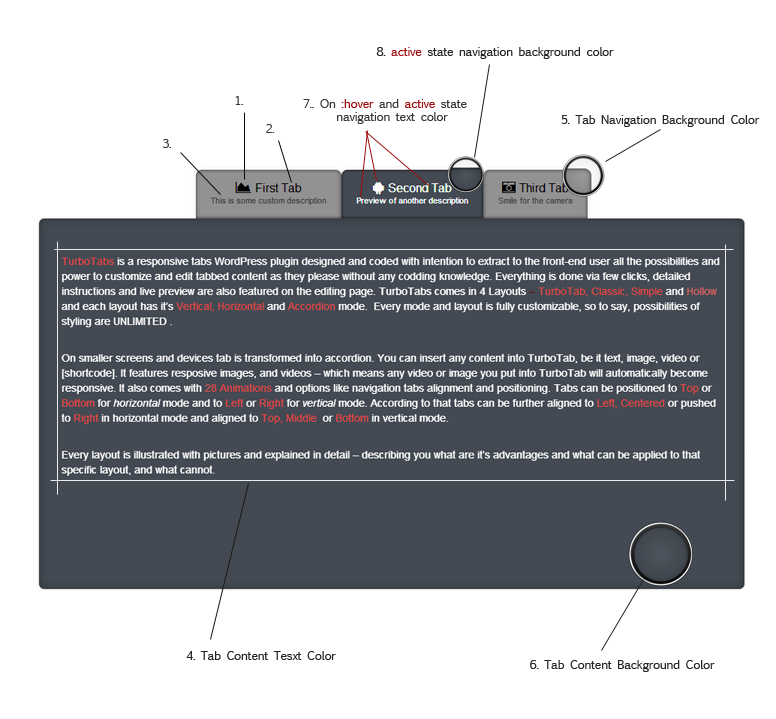 8. active state navigation background color
1.
7.. On :hover and active state
navigation text color
2.
5. Tab Navigation Background Color
3.
First Tab
This is some custom description
Second Tab
Preview of another description
Third Tab
Smile for the camera
TurboTabs is a responsive tabs WordPress plugin designed and coded with intention to extract to the front-end user all the possibilities and
power to customize and edit tabbed content as they please without any codding knowledge. Everything is done via few clicks, detailed
instructions and live preview are also featured on the editing page. TurboTabs comes in 4 Layouts – TurboTab, Classic, Simple and Hollow
and each layout has it's Vertical, Horizontal and Accordion mode.  Every mode and layout is fully customizable, so to say, possibilities of
styling are UNLIMITED .
On smaller screens and devices tab is transformed into accordion. You can insert any content into TurboTab, be it text, image, video or
[shortcode]. It features resposive images, and videos – which means any video or image you put into TurboTab will automatically become
responsive. It also comes with 28 Animations and options like navigation tabs alignment and positioning. Tabs can be positioned to Top or
Bottom for horizontal mode and to Left or Right for vertical mode. According to that tabs can be further aligned to Left, Centered or pushed
to Right in horizontal mode and aligned to Top, Middle  or Bottom in vertical mode.
Every layout is illustrated with pictures and explained in detail – describing you what are it's advantages and what can be applied to that
specific layout, and what cannot.
4. Tab Content Tesxt Color
6. Tab Content Background Color